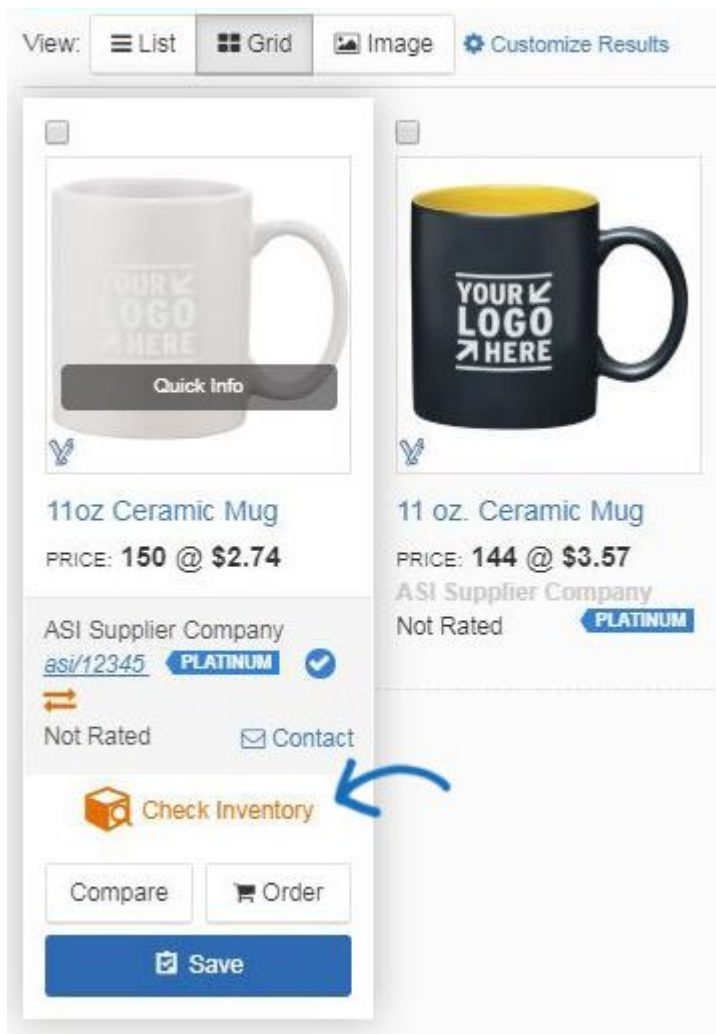 View: List Grid Image Customize Results
YOUR
LOGO
HERE
Quick Info
11oz Ceramic Mug
PRICE: 150 @ $2.74
ASI Supplier Company
asi/12345 PLATINUM
Not Rated Contact
Check Inventory
Compare Order
Save
YOUR
LOGO
HERE
11 oz. Ceramic Mug
PRICE: 144 @ $3.57
ASI Supplier Company
Not Rated PLATINUM